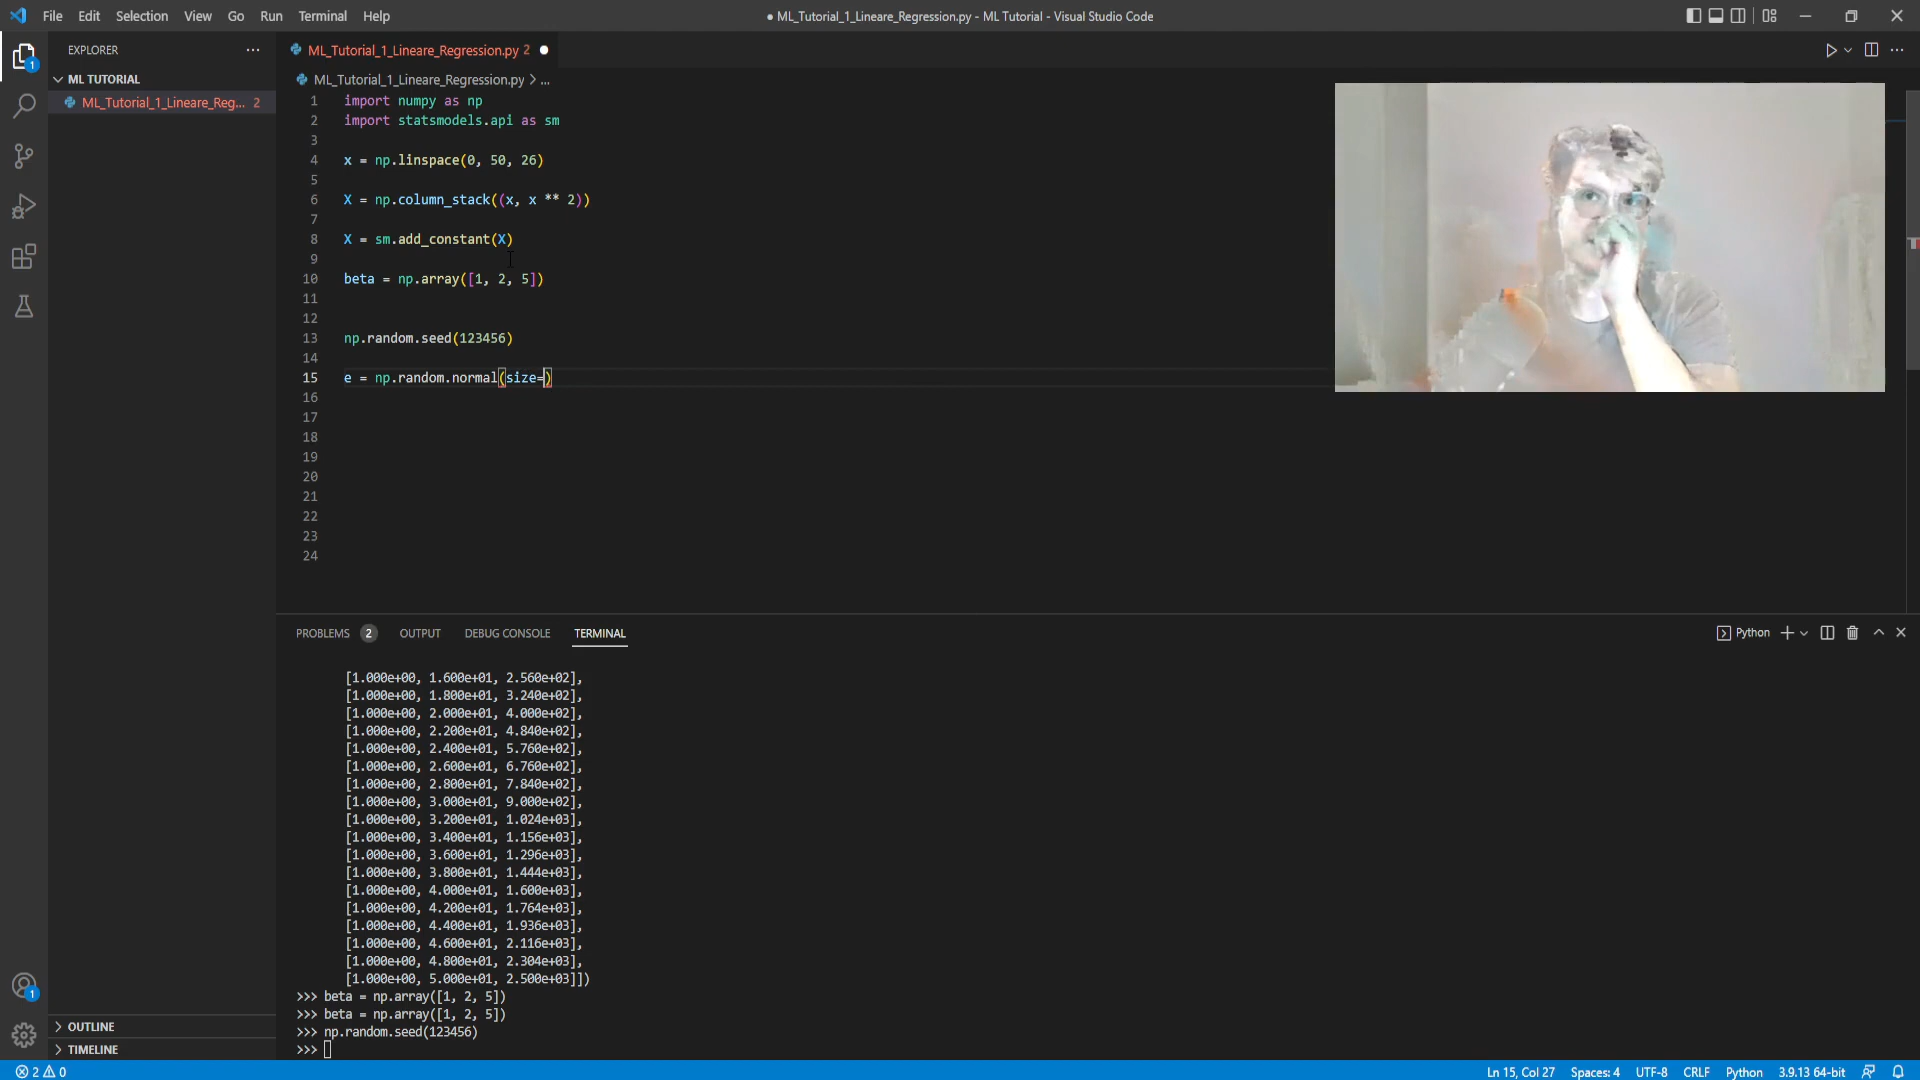 File Edit Selection View Go Run Terminal Help
● ML_Tutorial_1_Lineare_Regression.py - ML Tutorial - Visual Studio Code
EXPLORER
ML TUTORIAL
ML_Tutorial_1_Lineare_Reg... 2
ML_Tutorial_1_Lineare_Regression.py 2
ML_Tutorial_1_Lineare_Regression.py > ...
1 import numpy as np
2 import statsmodels.api as sm
3
4 x = np.linspace(0, 50, 26)
5
6 X = np.column_stack((x, x ** 2))
7
8 X = sm.add_constant(X)
9
10 beta = np.array([1, 2, 5])
11
12
13 np.random.seed(123456)
14
15 e = np.random.normal(size=)
16
17
18
19
20
21
22
23
24
PROBLEMS 2 OUTPUT DEBUG CONSOLE TERMINAL
Python
[1.000e+00, 1.600e+01, 2.560e+02],
[1.000e+00, 1.800e+01, 3.240e+02],
[1.000e+00, 2.000e+01, 4.000e+02],
[1.000e+00, 2.200e+01, 4.840e+02],
[1.000e+00, 2.400e+01, 5.760e+02],
[1.000e+00, 2.600e+01, 6.760e+02],
[1.000e+00, 2.800e+01, 7.840e+02],
[1.000e+00, 3.000e+01, 9.000e+02],
[1.000e+00, 3.200e+01, 1.024e+03],
[1.000e+00, 3.400e+01, 1.156e+03],
[1.000e+00, 3.600e+01, 1.296e+03],
[1.000e+00, 3.800e+01, 1.444e+03],
[1.000e+00, 4.000e+01, 1.600e+03],
[1.000e+00, 4.200e+01, 1.764e+03],
[1.000e+00, 4.400e+01, 1.936e+03],
[1.000e+00, 4.600e+01, 2.116e+03],
[1.000e+00, 4.800e+01, 2.304e+03],
[1.000e+00, 5.000e+01, 2.500e+03]])
>>> beta = np.array([1, 2, 5])
>>> beta = np.array([1, 2, 5])
>>> np.random.seed(123456)
>>>
1
1
OUTLINE
TIMELINE
2 0
Ln 15, Col 27 Spaces: 4 UTF-8 CRLF Python 3.9.13 64-bit